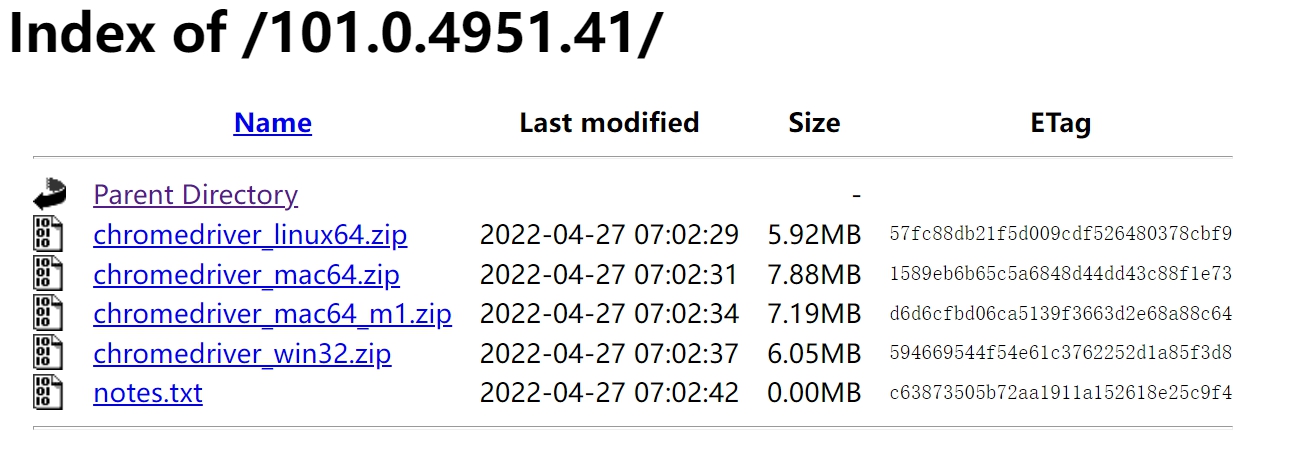 Index of /101.0.4951.41/
Name Last modified Size ETag
Parent Directory -
chromedriver_linux64.zip 2022-04-27 07:02:29 5.92MB 57fc88db21f5d009cdf526480378cbf9
chromedriver_mac64.zip 2022-04-27 07:02:31 7.88MB 1589eb6b65c5a6848d44dd43c88f1e73
chromedriver_mac64_m1.zip 2022-04-27 07:02:34 7.19MB d6d6cfbd06ca5139f3663d2e68a88c64
chromedriver_win32.zip 2022-04-27 07:02:37 6.05MB 594669544f54e61c3762252d1a85f3d8
notes.txt 2022-04-27 07:02:42 0.00MB c63873505b72aa1911a152618e25c9f4